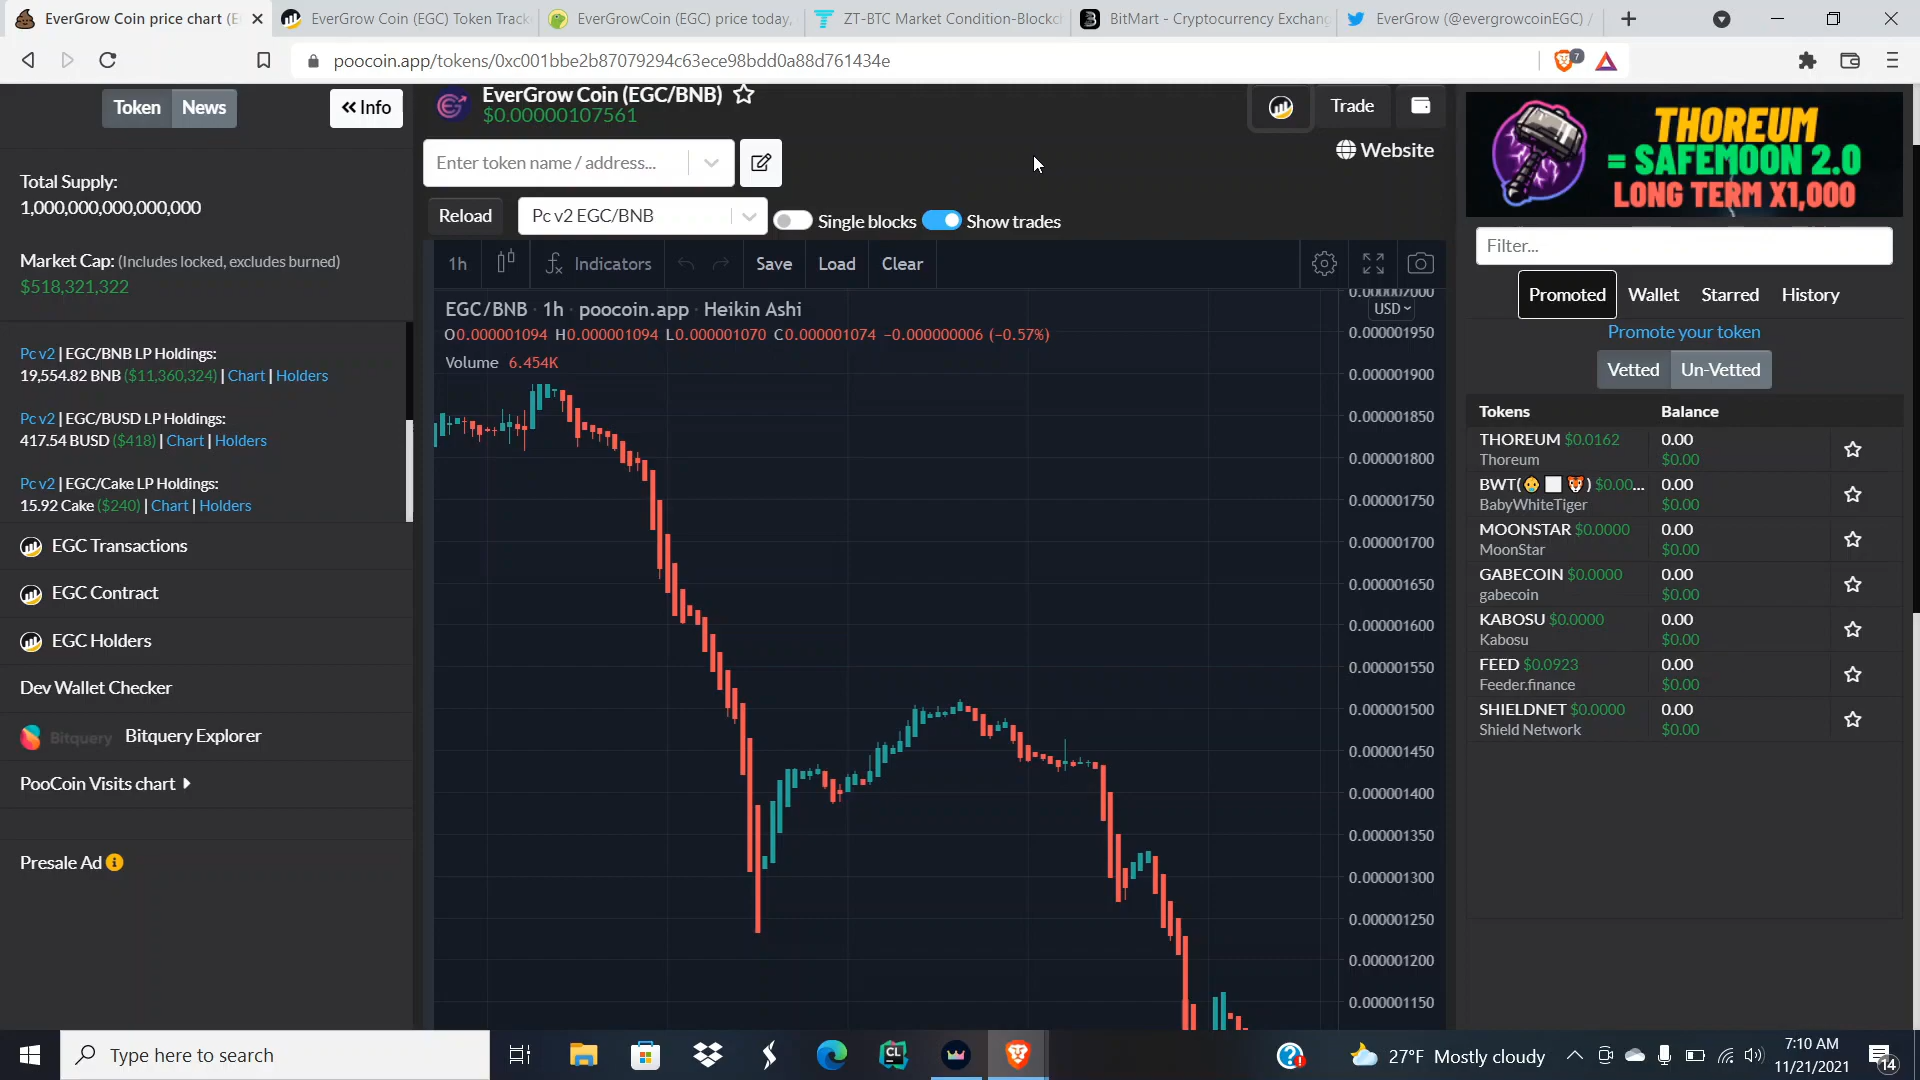 EverGrow Coin price chart (E
EverGrow Coin (EGC) Token Track
EverGrowCoin (EGC) price today,
ZT-BTC Market Condition-Blockc
BitMart - Cryptocurrency Exchang
EverGrow (@evergrowcoinEGC) /
poocoin.app/tokens/0xc001bbe2b87079294c63ece98bdd0a88d761434e
7
Token
News
« Info
Total Supply:
1,000,000,000,000,000
Market Cap: (Includes locked, excludes burned)
$518,321,322
Pc v2 | EGC/BNB LP Holdings:
19,554.82 BNB ($11,360,324) | Chart | Holders
Pc v2 | EGC/BUSD LP Holdings:
417.54 BUSD ($418) | Chart | Holders
Pc v2 | EGC/Cake LP Holdings:
15.92 Cake ($240) | Chart | Holders
EGC Transactions
EGC Contract
EGC Holders
Dev Wallet Checker
Bitquery Bitquery Explorer
PooCoin Visits chart
Presale Ad
EverGrow Coin (EGC/BNB)
$0.00000107561
Trade
Website
Enter token name / address...
Reload
Pc v2 EGC/BNB
Single blocks
Show trades
1h
Indicators
Save
Load
Clear
EGC/BNB · 1h · poocoin.app · Heikin Ashi
O0.000001094 H0.000001094 L0.000001070 C0.000001074 −0.000000006 (−0.57%)
Volume 6.454K
0.000002000
USD
0.000001950
0.000001900
0.000001850
0.000001800
0.000001750
0.000001700
0.000001650
0.000001600
0.000001550
0.000001500
0.000001450
0.000001400
0.000001350
0.000001300
0.000001250
0.000001200
0.000001150
THOREUM
= SAFEMOON 2.0
LONG TERM X1,000
Filter...
Promoted
Wallet
Starred
History
Promote your token
Vetted
Un-Vetted
Tokens Balance
THOREUM $0.0162 0.00
Thoreum $0.00
BWT(👶⬜🐯) $0.00... 0.00
BabyWhiteTiger $0.00
MOONSTAR $0.0000 0.00
MoonStar $0.00
GABECOIN $0.0000 0.00
gabecoin $0.00
KABOSU $0.0000 0.00
Kabosu $0.00
FEED $0.0923 0.00
Feeder.finance $0.00
SHIELDNET $0.0000 0.00
Shield Network $0.00
Type here to search
CL
27°F Mostly cloudy
7:10 AM
11/21/2021
14